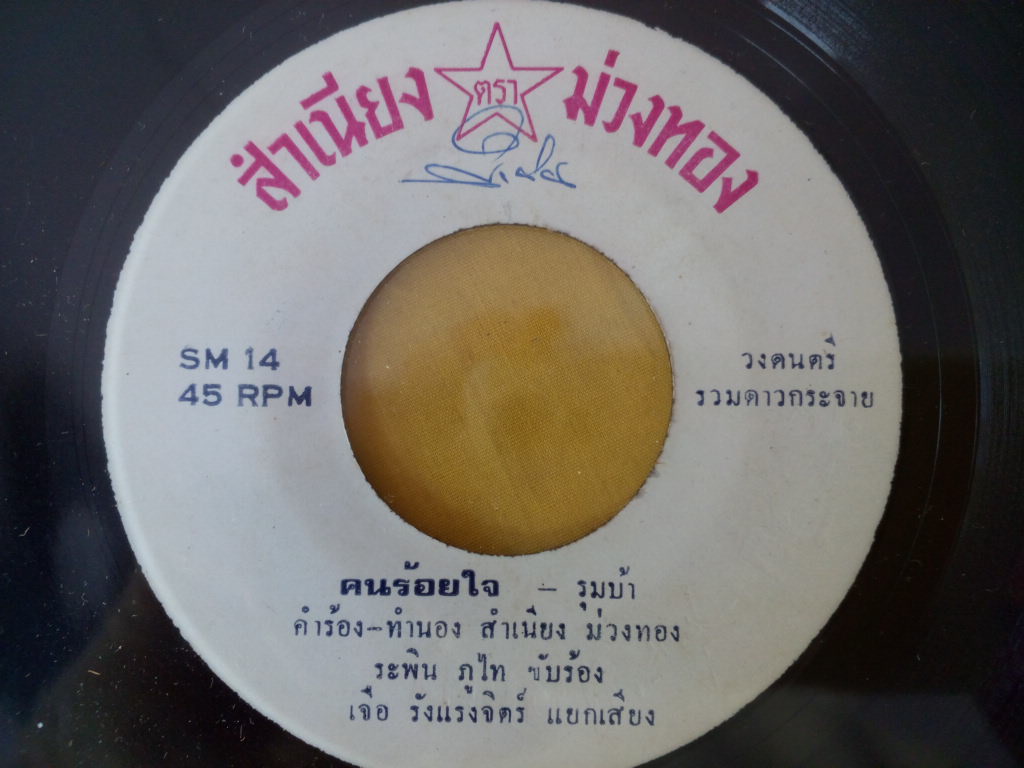 สำเนียง ตรา ม่วงทอง
SM 14
45 RPM
วงดนตรี
รวมดาวกระจาย
คนร้อยใจ — รุมบ้า
คำร้อง-ทำนอง สำเนียง ม่วงทอง
ระพิน ภูไท ขับร้อง
เจือ รังแรงจิตร์ แยกเสียง